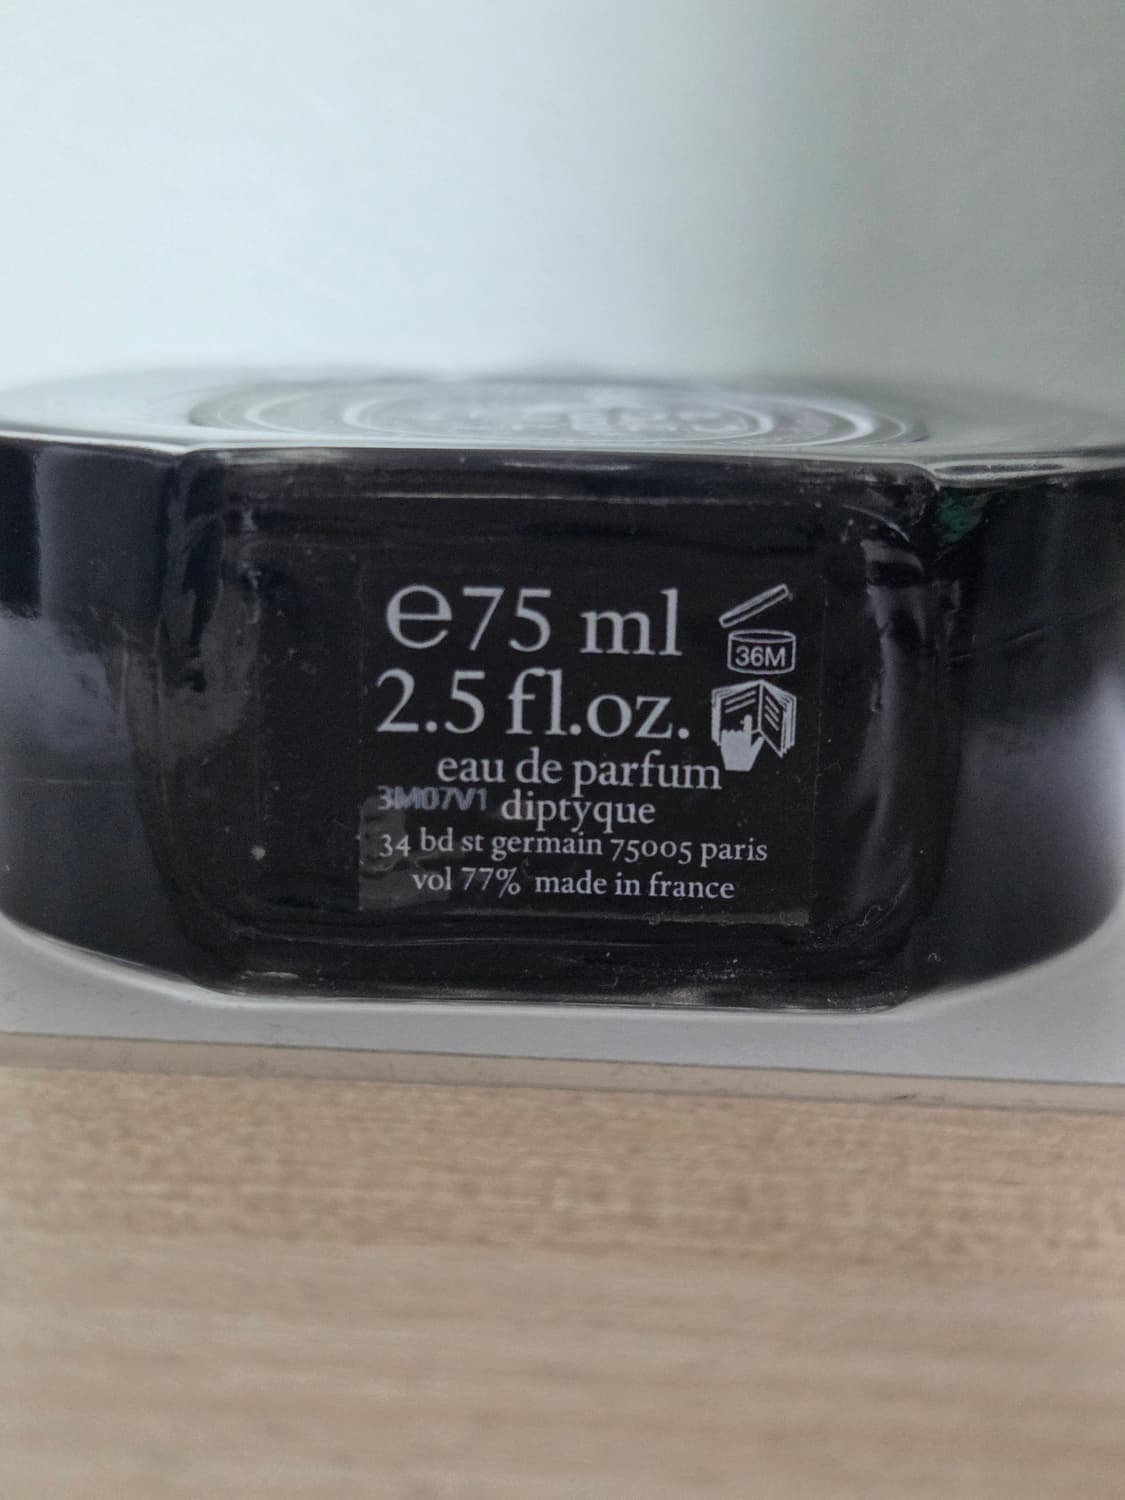 e75 ml
36M
2.5 fl.oz.
eau de parfum
3M07V1 diptyque
34 bd st germain 75005 paris
vol 77% made in france